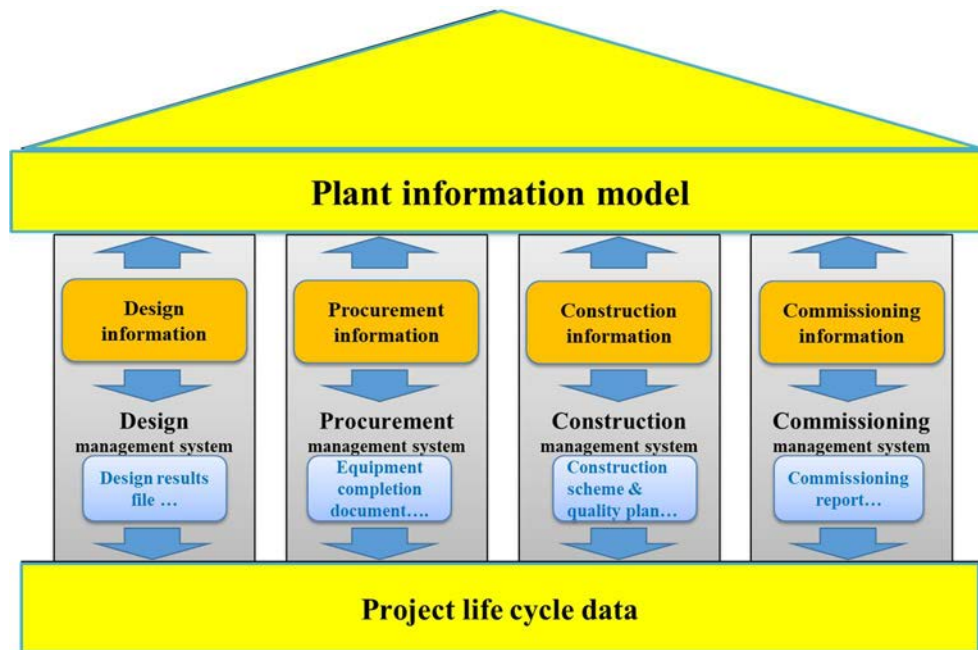 Plant information model
Design
information
Procurement
information
Construction
information
Commissioning
information
Design
management system
Procurement
management system
Construction
management system
Commissioning
management system
Design results
file …
Equipment
completion
document….
Construction
scheme &
quality plan…
Commissioning
report…
Project life cycle data